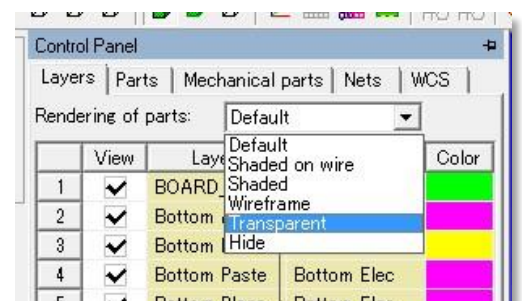 Control Panel
Layers Parts Mechanical parts Nets WCS
Rendering of parts: Default
Default
Shaded on wire
Shaded
Wireframe
Transparent
Hide
View Color
1 BOARD_
2 Bottom
3 Bottom
4 Bottom Paste Bottom Elec